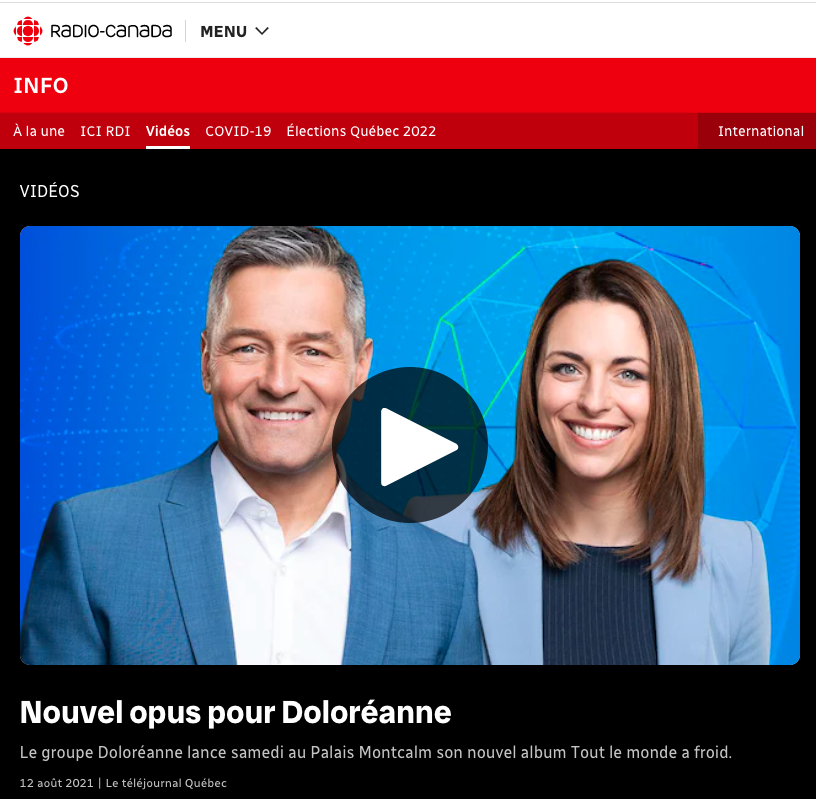 RADIO-CANADA MENU
INFO
À la une ICI RDI Vidéos COVID-19 Élections Québec 2022 International
VIDÉOS
Nouvel opus pour Doloréanne
Le groupe Doloréanne lance samedi au Palais Montcalm son nouvel album Tout le monde a froid.
12 août 2021 | Le téléjournal Québec